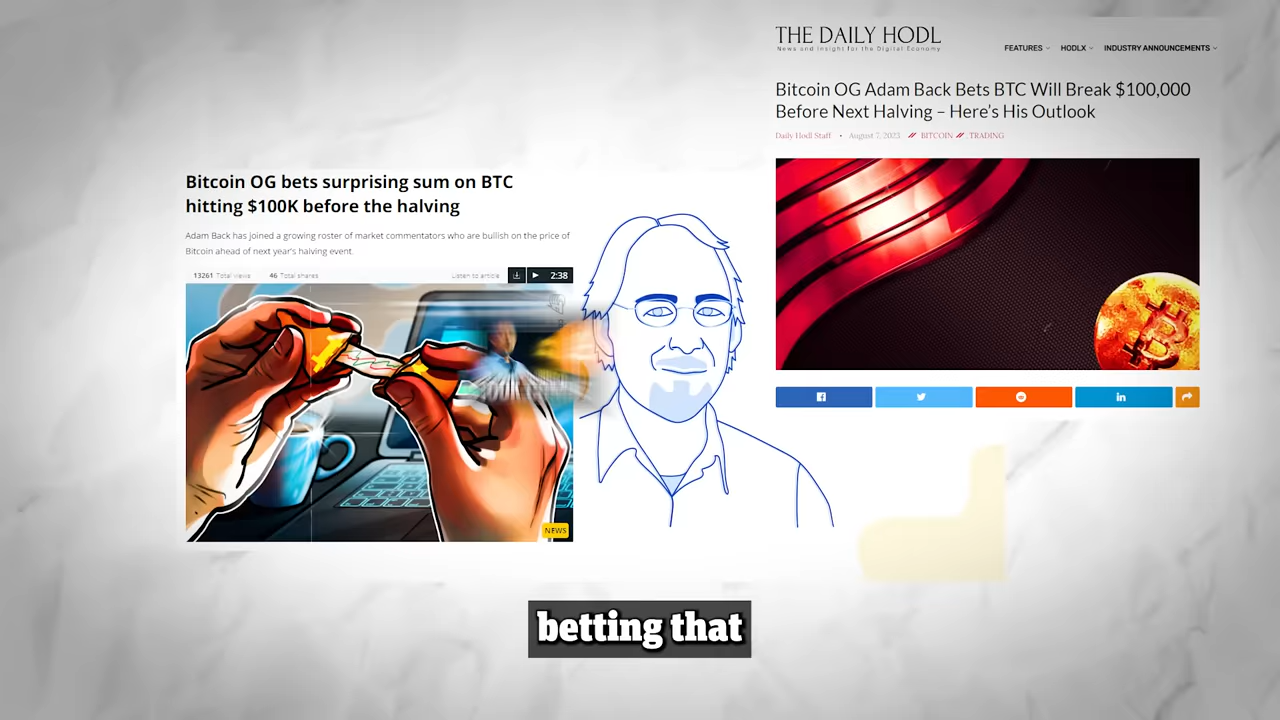 THE DAILY HODL
News and Insight for the Digital Economy
FEATURES HODLX INDUSTRY ANNOUNCEMENTS
Bitcoin OG Adam Back Bets BTC Will Break $100,000
Before Next Halving – Here's His Outlook
Daily Hodl Staff • August 7, 2023 // BITCOIN // , TRADING
Bitcoin OG bets surprising sum on BTC
hitting $100K before the halving
Adam Back has joined a growing roster of market commentators who are bullish on the price of
Bitcoin ahead of next year's halving event.
13261 Total views 46 Total shares Listen to article 2:38
NEWS
betting that